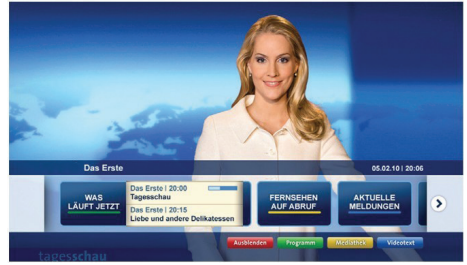 Das Erste
05.02.10 | 20:06
WAS
LÄUFT JETZT
Das Erste | 20:00
Tagesschau
Das Erste | 20:15
Liebe und andere Delikatessen
FERNSEHEN
AUF ABRUF
AKTUELLE
MELDUNGEN
Ausblenden
Programm
Mediathek
Videotext
tagesschau